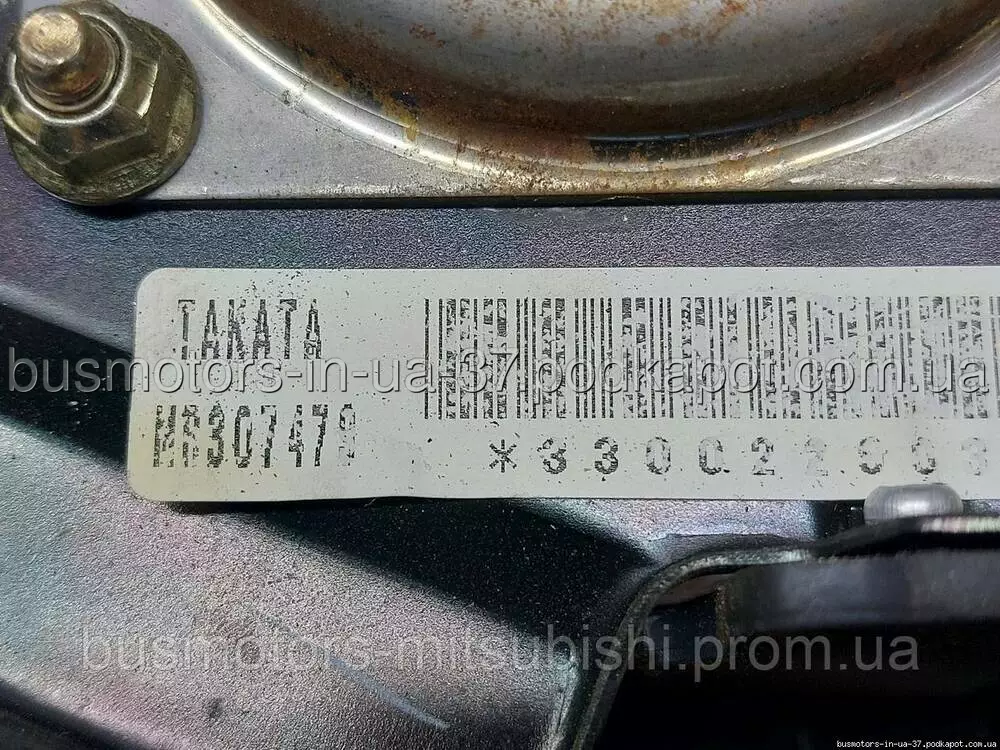 TAKATA
busmotors-in-ua-37.podkapot.com.ua
MR307479
busmotors-mitsubishi.prom.ua
busmotors-in-ua-37.podkapot.com.ua